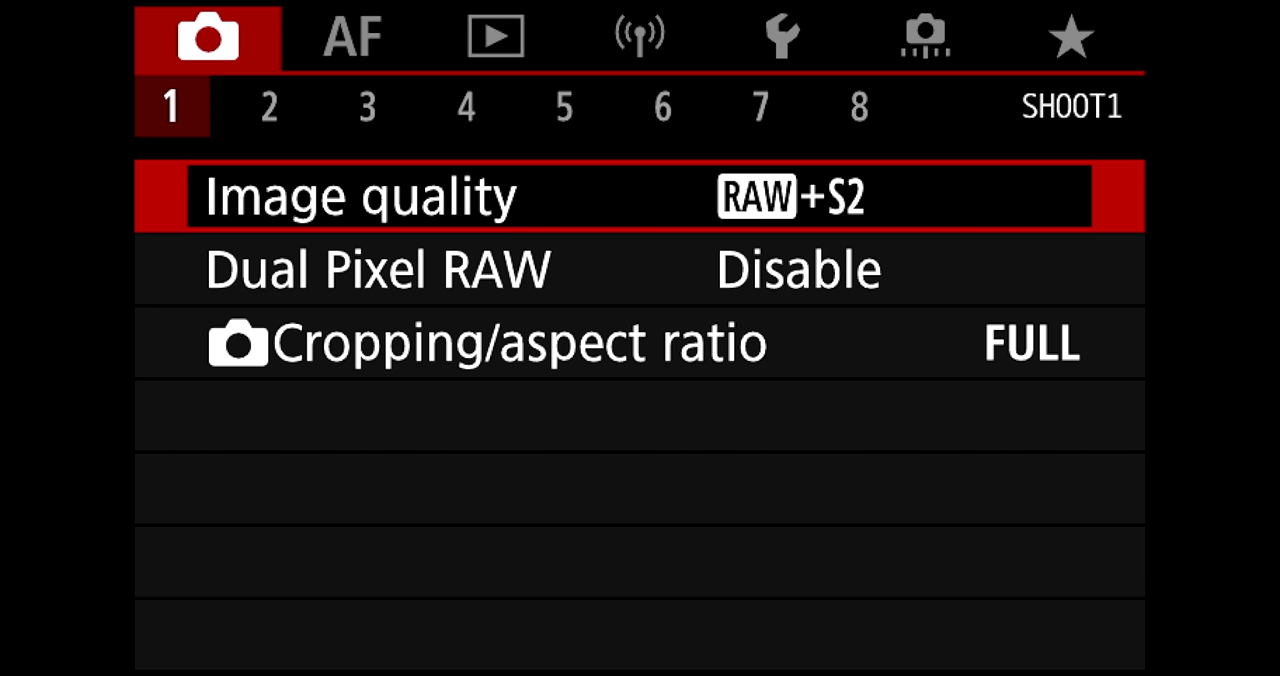 AF
1 2 3 4 5 6 7 8 SHOOT1
Image quality RAW+S2
Dual Pixel RAW Disable
Cropping/aspect ratio FULL